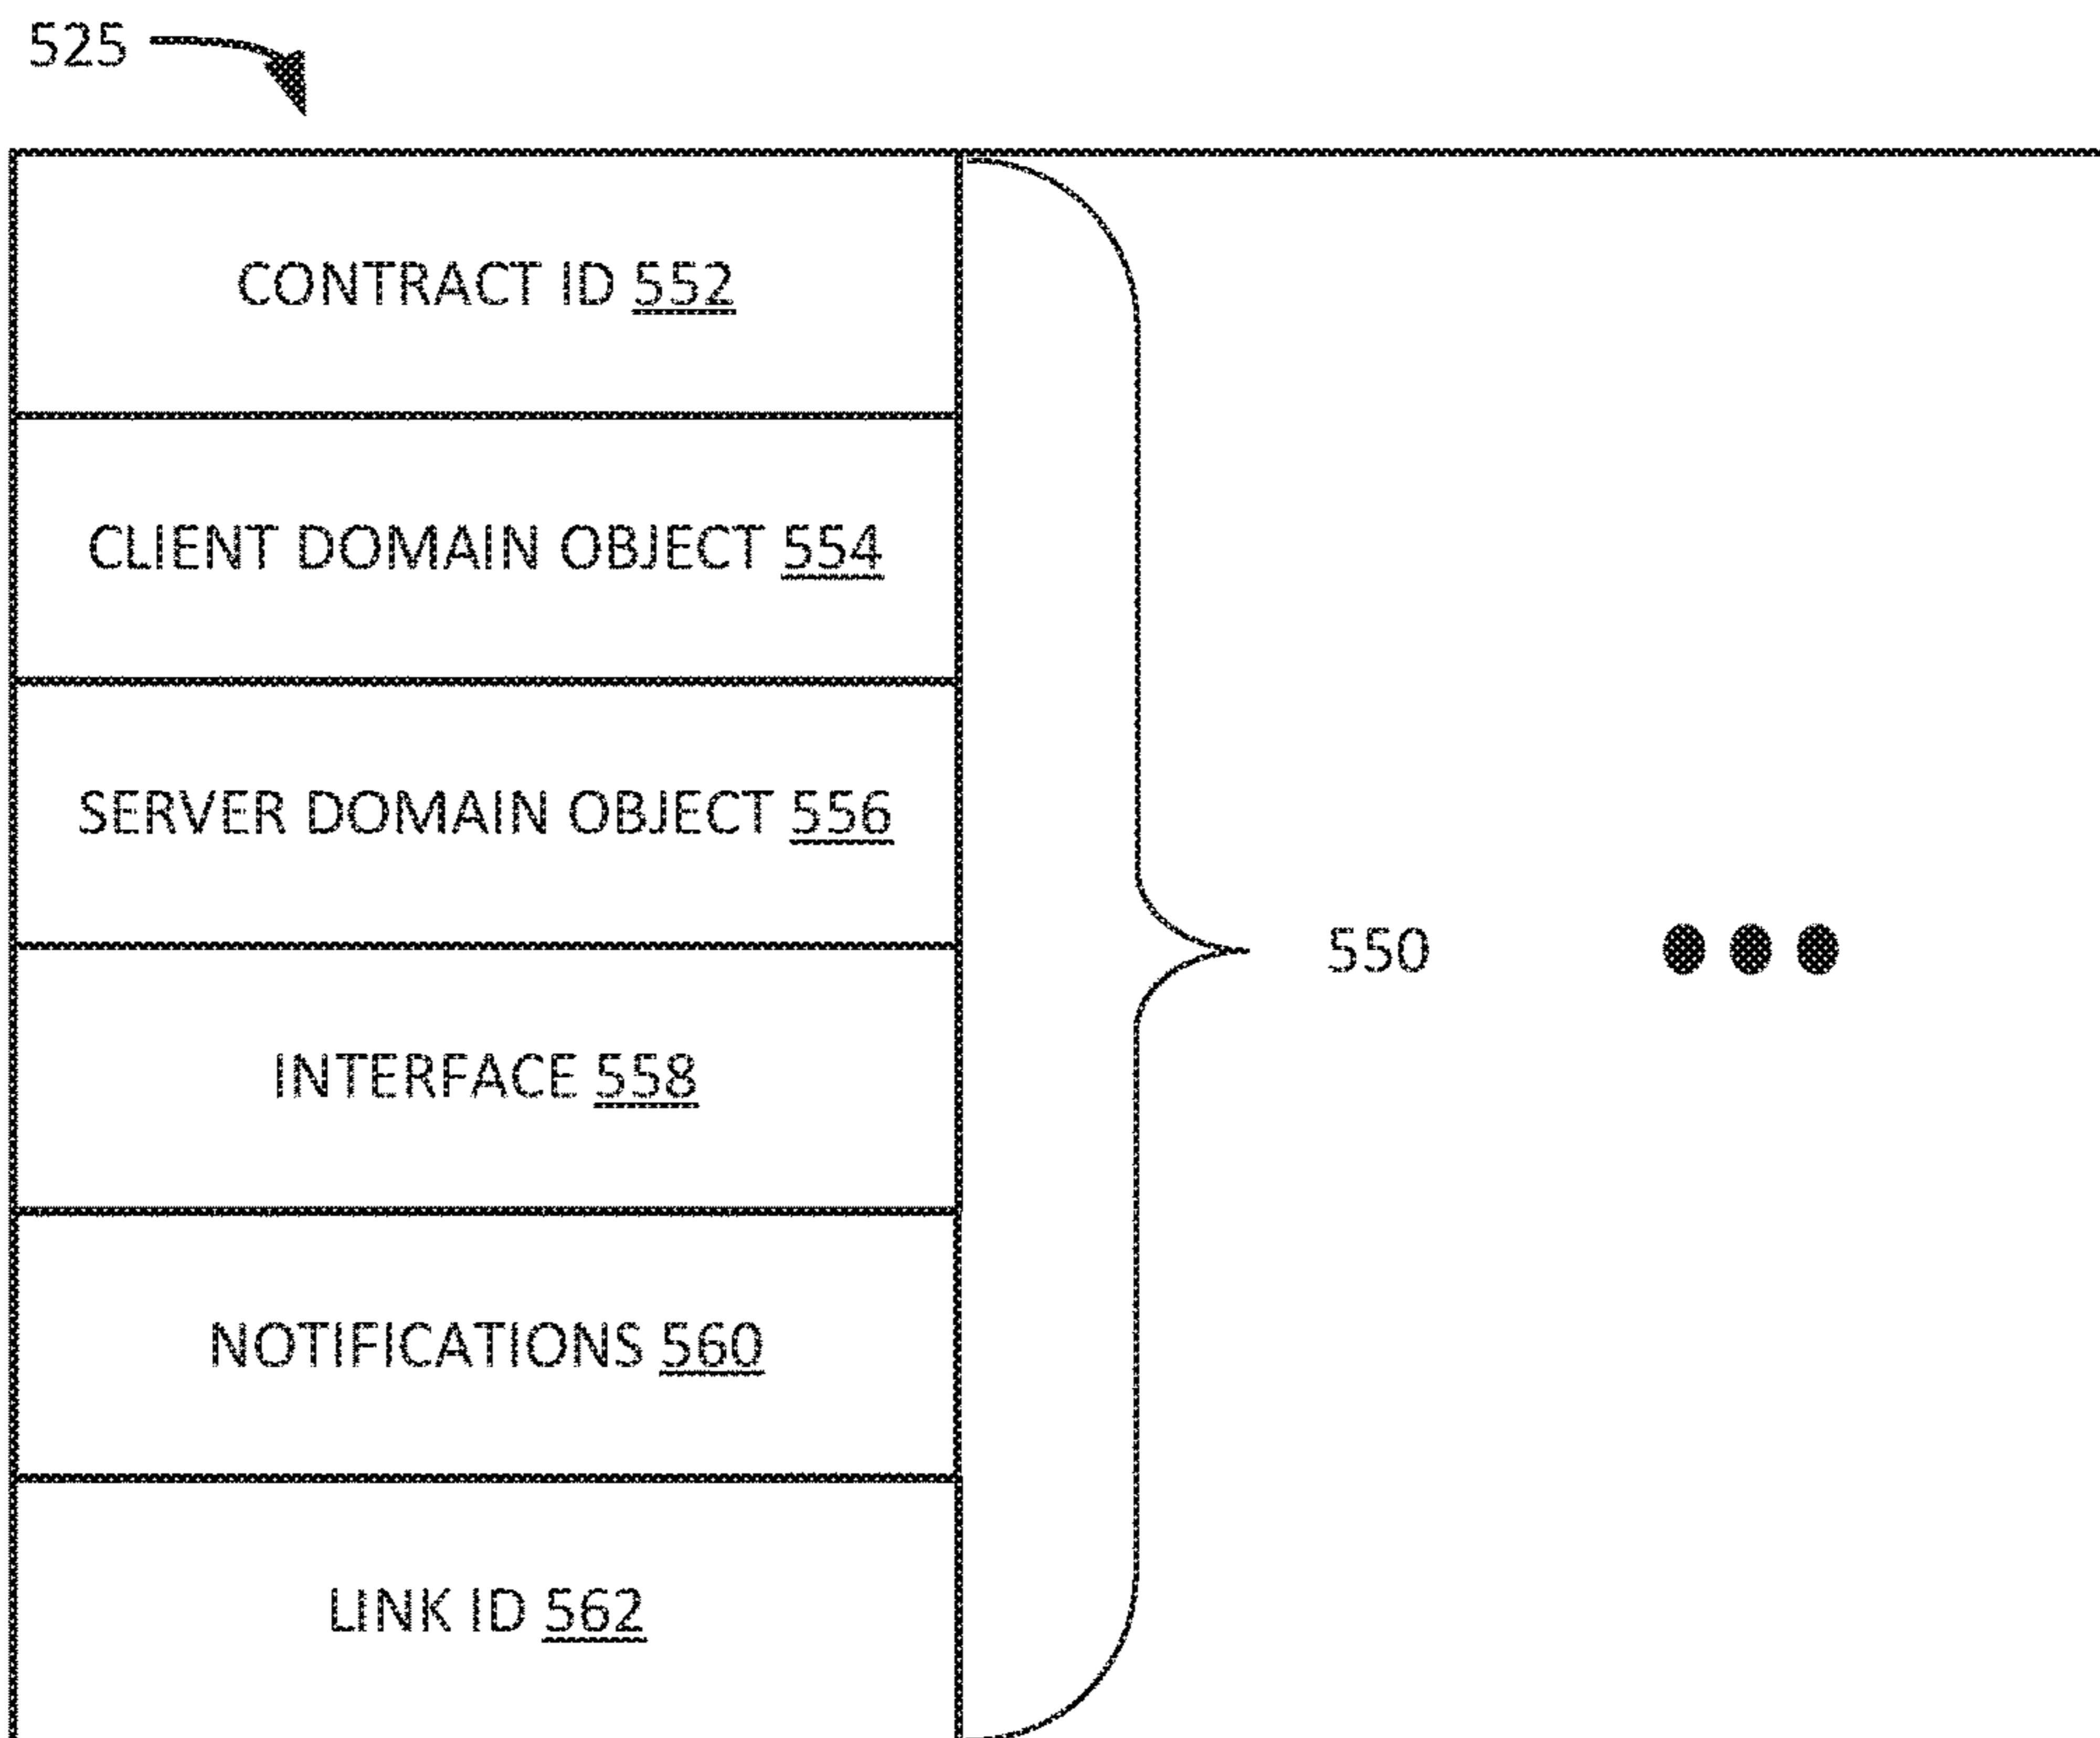 525
CONTRACT ID 552
CLIENT DOMAIN OBJECT 554
SERVER DOMAIN OBJECT 556
550
INTERFACE 558
NOTIFICATIONS 560
LINK ID 562